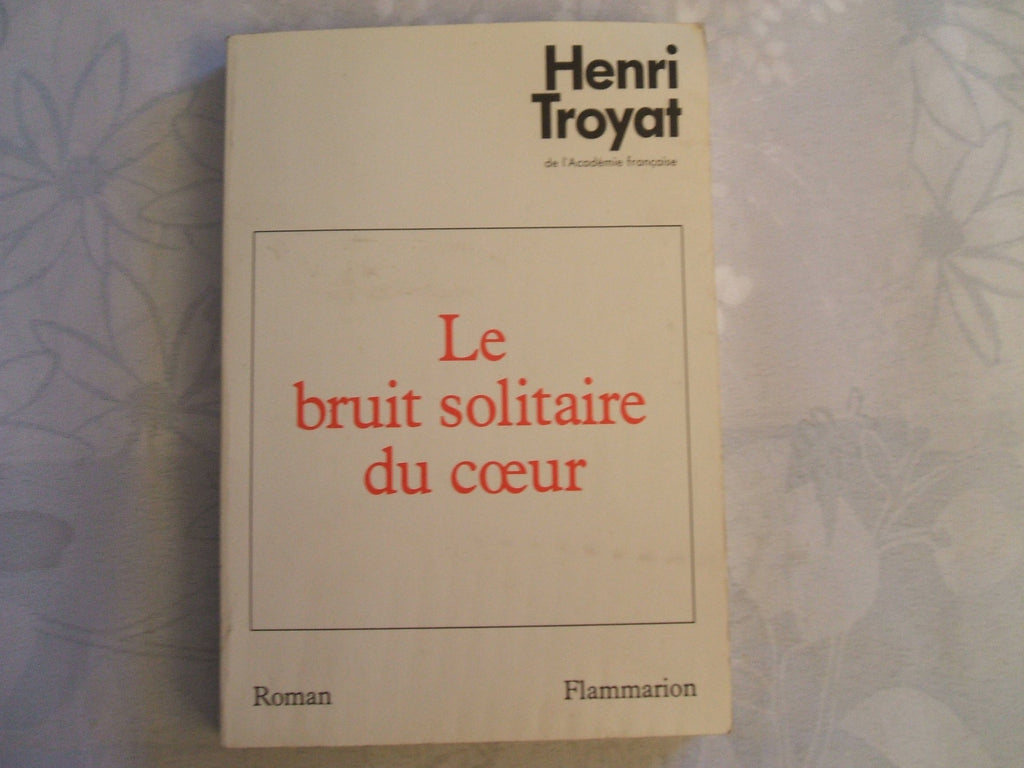 Henri
Troyat
de l'Académie française
Le
bruit solitaire
du cœur
Roman
Flammarion